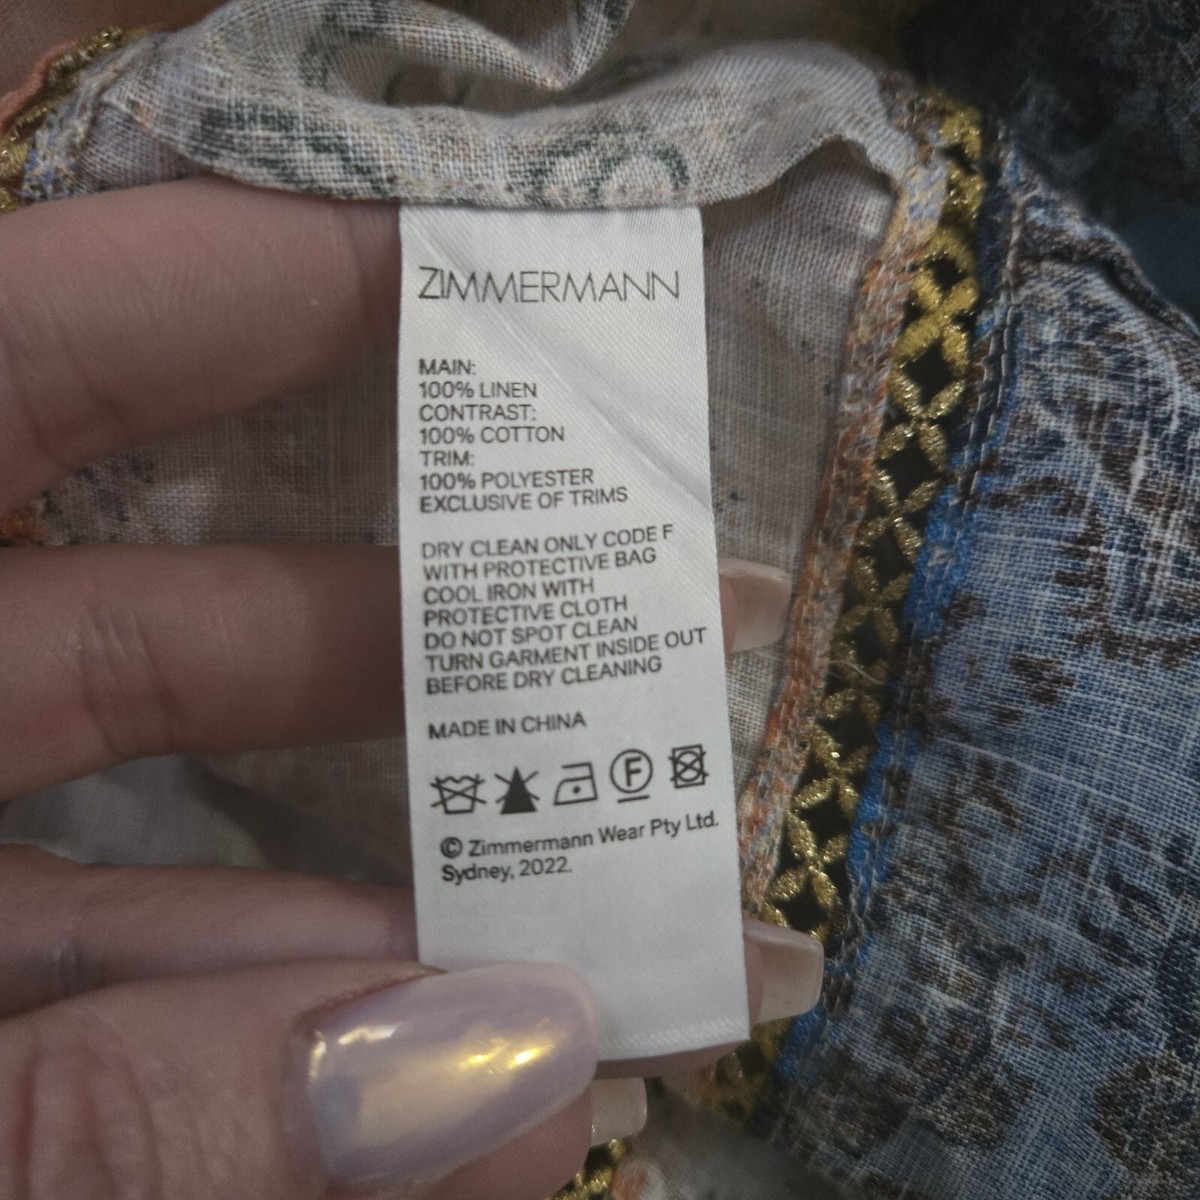 ZIMMERMANN
MAIN:
100% LINEN
CONTRAST:
100% COTTON
TRIM:
100% POLYESTER
EXCLUSIVE OF TRIMS
DRY CLEAN ONLY CODE F
WITH PROTECTIVE BAG
COOL IRON WITH
PROTECTIVE CLOTH
DO NOT SPOT CLEAN
TURN GARMENT INSIDE OUT
BEFORE DRY CLEANING
MADE IN CHINA
F
© Zimmermann Wear Pty Ltd.
Sydney, 2022.